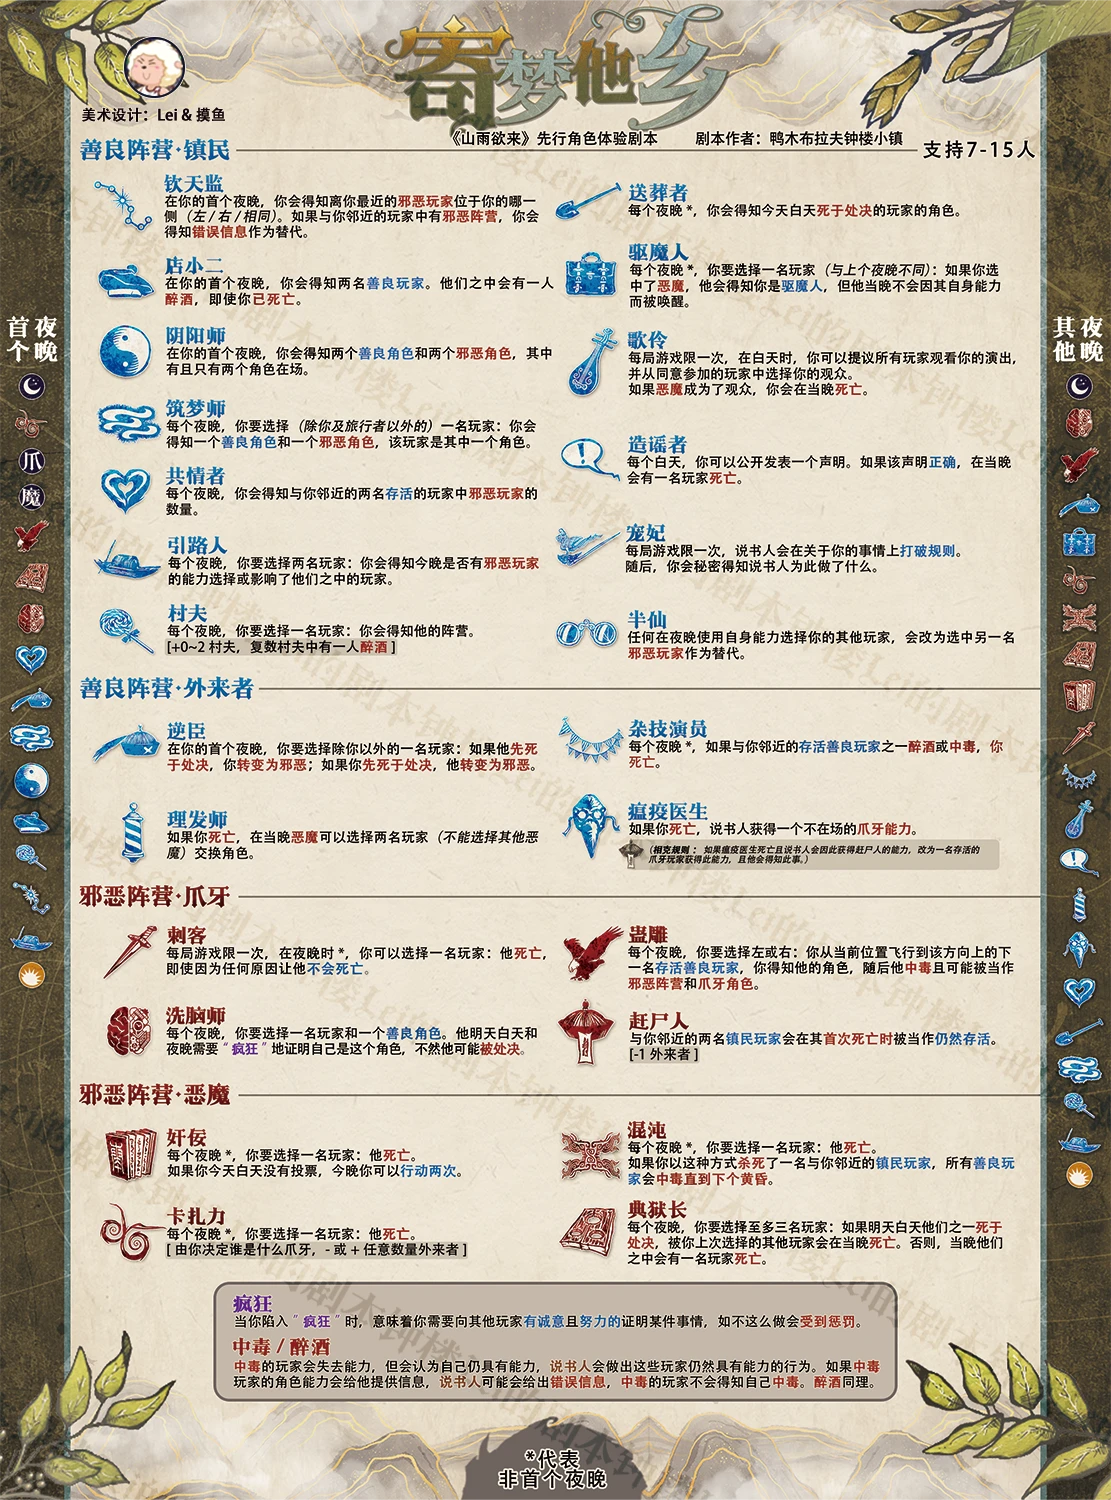 寄梦他乡
美术设计：Lei & 摸鱼
《山雨欲来》先行角色体验剧本
剧本作者：鸭木布拉夫钟楼小镇
支持7-15人
善良阵营·镇民
钦天监
在你的首个夜晚，你会得知离你最近的邪恶玩家位于你的哪一
侧（左/右/相同）。如果与你邻近的玩家中有邪恶阵营，你会
得知错误信息作为替代。
店小二
在你的首个夜晚，你会得知两名善良玩家。他们之中会有一人
醉酒，即使你已死亡。
阴阳师
在你的首个夜晚，你会得知两个善良角色和两个邪恶角色，其中
有且只有两个角色在场。
筑梦师
每个夜晚，你要选择（除你及旅行者以外的）一名玩家：你会
得知一个善良角色和一个邪恶角色，该玩家是其中一个角色。
共情者
每个夜晚，你会得知与你邻近的两名存活的玩家中邪恶玩家的
数量。
引路人
每个夜晚，你要选择两名玩家：你会得知今晚是否有邪恶玩家
的能力选择或影响了他们之中的玩家。
村夫
每个夜晚，你要选择一名玩家：你会得知他的阵营。
[+0~2 村夫，复数村夫中有一人醉酒 ]
送葬者
每个夜晚 *，你会得知今天白天死于处决的玩家的角色。
驱魔人
每个夜晚 *，你要选择一名玩家（与上个夜晚不同）：如果你选
中了恶魔，他会得知你是驱魔人，但他当晚不会因其自身能力
而被唤醒。
歌伶
每局游戏限一次，在白天时，你可以提议所有玩家观看你的演出，
并从同意参加的玩家中选择你的观众。
如果恶魔成为了观众，你会在当晚死亡。
造谣者
每个白天，你可以公开发表一个声明。如果该声明正确，在当晚
会有一名玩家死亡。
宠妃
每局游戏限一次，说书人会在关于你的事情上打破规则。
随后，你会秘密得知说书人为此做了什么。
半仙
任何在夜晚使用自身能力选择你的其他玩家，会改为选中另一名
邪恶玩家作为替代。
善良阵营·外来者
逆臣
在你的首个夜晚，你要选择除你以外的一名玩家：如果他先死
于处决，你转变为邪恶；如果你先死于处决，他转变为邪恶。
理发师
如果你死亡，在当晚恶魔可以选择两名玩家（不能选择其他恶
魔）交换角色。
杂技演员
每个夜晚 *，如果与你邻近的存活善良玩家之一醉酒或中毒，你
死亡。
瘟疫医生
如果你死亡，说书人获得一个不在场的爪牙能力。
（相克规则：如果瘟疫医生死亡且说书人会因此获得赶尸人的能力，改为一名存活的
爪牙玩家获得此能力，且他会得知此事。）
邪恶阵营·爪牙
刺客
每局游戏限一次，在夜晚时 *，你可以选择一名玩家：他死亡，
即使因为任何原因让他不会死亡。
洗脑师
每个夜晚，你要选择一名玩家和一个善良角色。他明天白天和
夜晚需要“疯狂”地证明自己是这个角色，不然他可能被处决。
蛊雕
每个夜晚，你要选择左或右：你从当前位置飞行到该方向上的下
一名存活善良玩家，你得知他的角色，随后他中毒且可能被当作
邪恶阵营和爪牙角色。
赶尸人
与你邻近的两名镇民玩家会在其首次死亡时被当作仍然存活。
[-1 外来者 ]
邪恶阵营·恶魔
奸佞
每个夜晚 *，你要选择一名玩家：他死亡。
如果你今天白天没有投票，今晚你可以行动两次。
卡扎力
每个夜晚 *，你要选择一名玩家：他死亡。
[ 由你决定谁是什么爪牙，- 或 + 任意数量外来者 ]
混沌
每个夜晚 *，你要选择一名玩家：他死亡。
如果你以这种方式杀死了一名与你邻近的镇民玩家，所有善良玩
家会中毒直到下个黄昏。
典狱长
每个夜晚，你要选择至多三名玩家：如果明天白天他们之一死于
处决，被你上次选择的其他玩家会在当晚死亡。否则，当晚他们
之中会有一名玩家死亡。
疯狂
当你陷入“疯狂”时，意味着你需要向其他玩家有诚意且努力的证明某件事情，如不这么做会受到惩罚。
中毒 / 醉酒
中毒的玩家会失去能力，但会认为自己仍具有能力，说书人会做出这些玩家仍然具有能力的行为。如果中毒
玩家的角色能力会给他提供信息，说书人可能会给出错误信息，中毒的玩家不会得知自己中毒。醉酒同理。
*代表
非首个夜晚
首个
夜晚
爪
魔
其他
夜晚